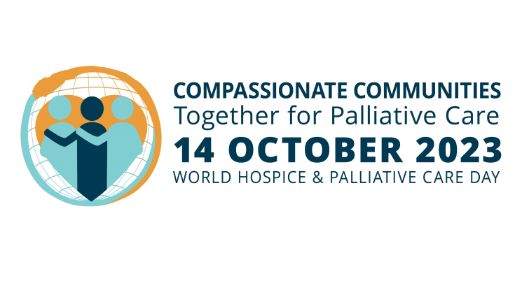 COMPASSIONATE COMMUNITIES
Together for Palliative Care
14 OCTOBER 2023
WORLD HOSPICE & PALLIATIVE CARE DAY